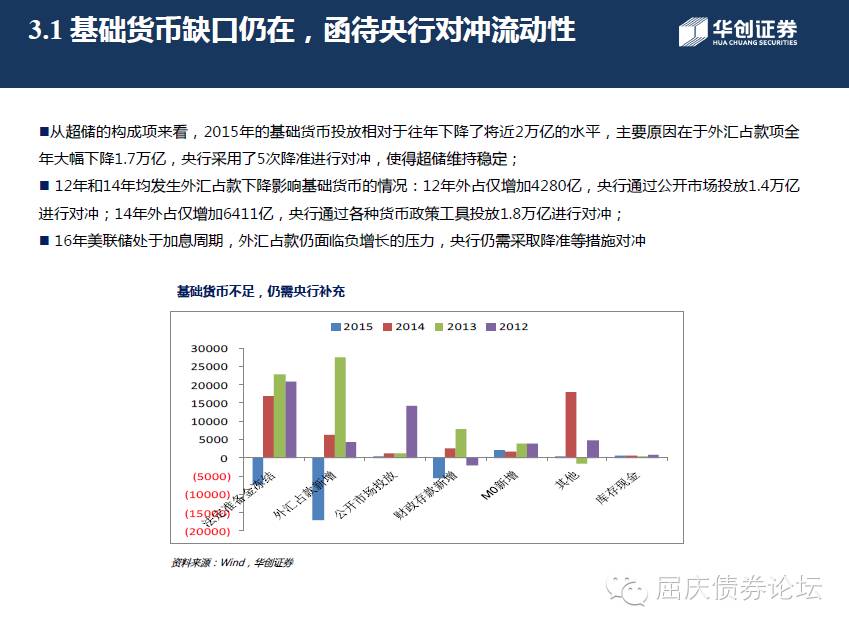 3.1 基础货币缺口仍在，函待央行对冲流动性
华创证券
HUA CHUANG SECURITIES
■从超储的构成项来看，2015年的基础货币投放相对于往年下降了将近2万亿的水平，主要原因在于外汇占款项全
年大幅下降1.7万亿，央行采用了5次降准进行对冲，使得超储维持稳定；
■ 12年和14年均发生外汇占款下降影响基础货币的情况：12年外占仅增加4280亿，央行通过公开市场投放1.4万亿
进行对冲；14年外占仅增加6411亿，央行通过各种货币政策工具投放1.8万亿进行对冲；
■ 16年美联储处于加息周期，外汇占款仍面临负增长的压力，央行仍需采取降准等措施对冲
基础货币不足，仍需央行补充
2015 2014 2013 2012
30000
25000
20000
15000
10000
5000
0
(5000)
(10000)
(15000)
(20000)
法定准备金冻结
外汇占款新增
公开市场投放
财政存款新增
M0新增
其他
库存现金
资料来源：Wind，华创证券
屈庆债券论坛